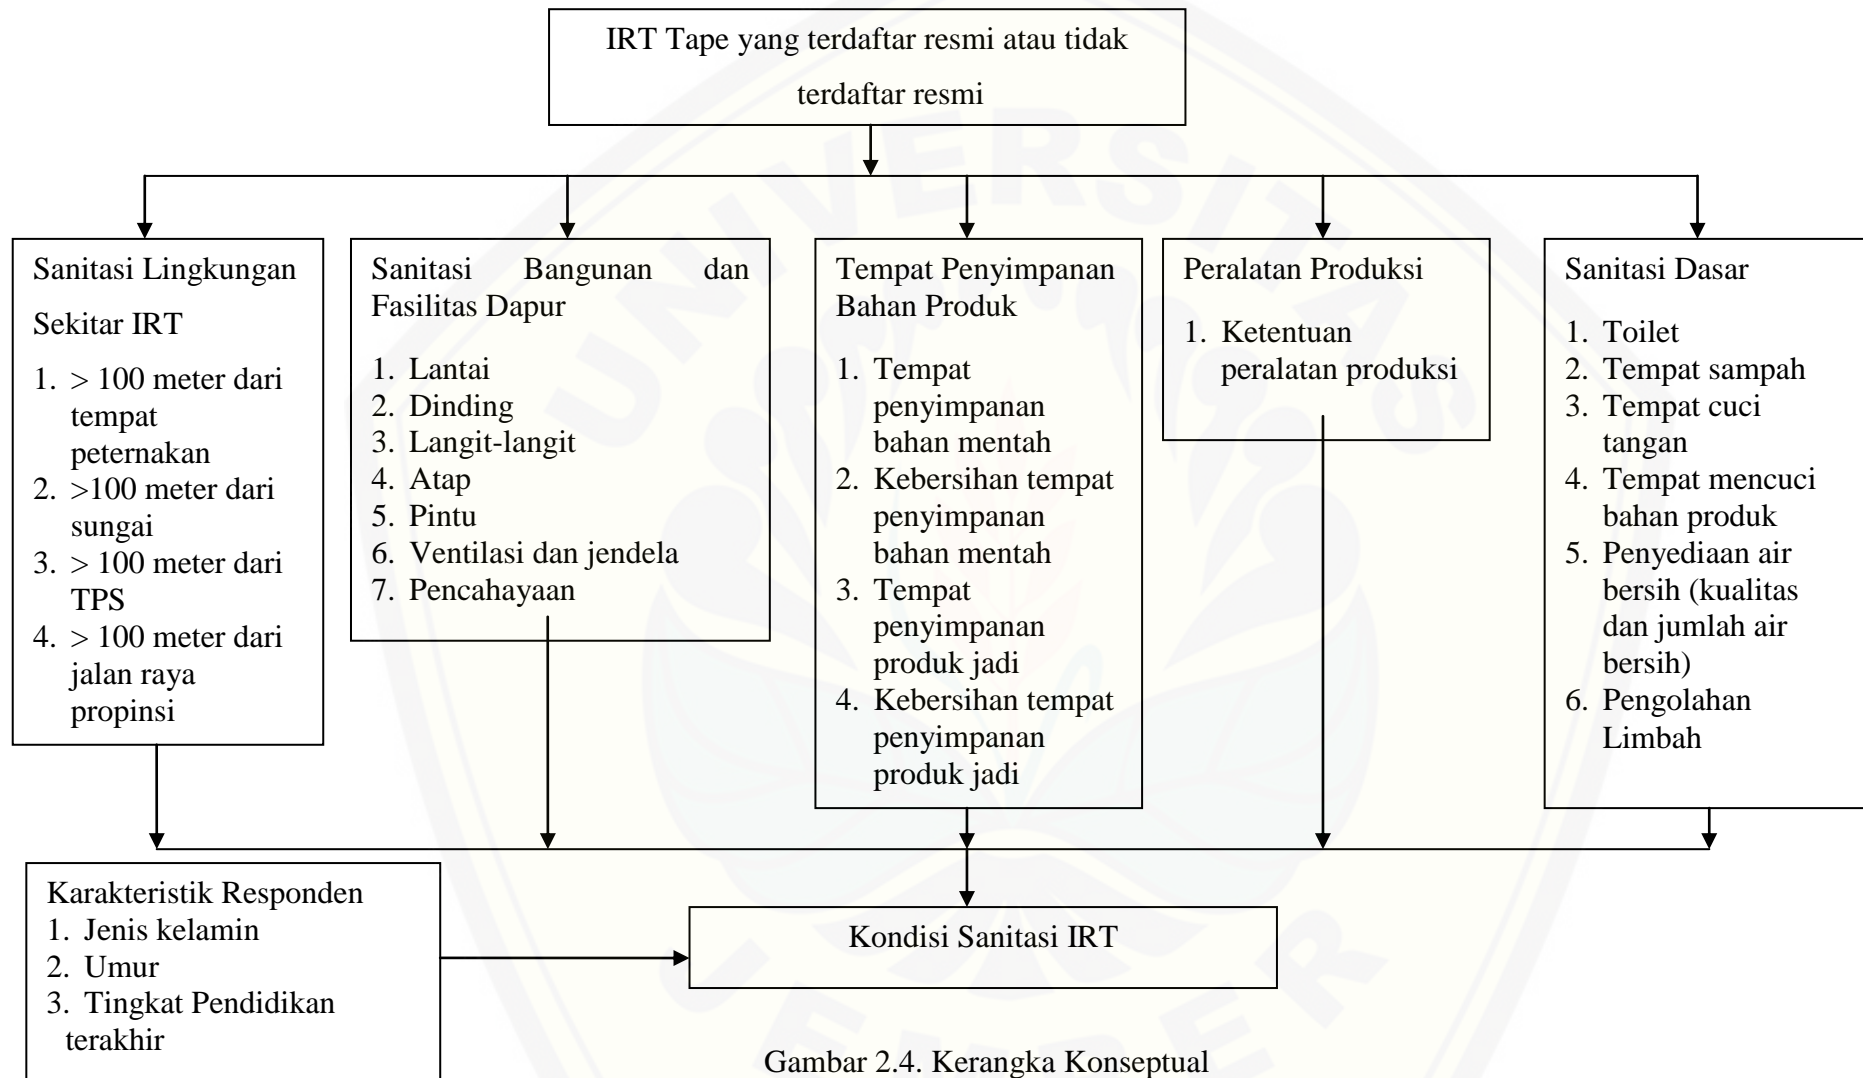 IRT Tape yang terdaftar resmi atau tidak
terdaftar resmi
Sanitasi Lingkungan
Sekitar IRT
1. > 100 meter dari
tempat
peternakan
2. >100 meter dari
sungai
3. > 100 meter dari
TPS
4. > 100 meter dari
jalan raya
propinsi
Sanitasi Bangunan dan
Fasilitas Dapur
1. Lantai
2. Dinding
3. Langit-langit
4. Atap
5. Pintu
6. Ventilasi dan jendela
7. Pencahayaan
Tempat Penyimpanan
Bahan Produk
1. Tempat
penyimpanan
bahan mentah
2. Kebersihan tempat
penyimpanan
bahan mentah
3. Tempat
penyimpanan
produk jadi
4. Kebersihan tempat
penyimpanan
produk jadi
Peralatan Produksi
1. Ketentuan
peralatan produksi
Sanitasi Dasar
1. Toilet
2. Tempat sampah
3. Tempat cuci
tangan
4. Tempat mencuci
bahan produk
5. Penyediaan air
bersih (kualitas
dan jumlah air
bersih)
6. Pengolahan
Limbah
Karakteristik Responden
1. Jenis kelamin
2. Umur
3. Tingkat Pendidikan
terakhir
Kondisi Sanitasi IRT
Gambar 2.4. Kerangka Konseptual
UNIVERSITAS
JEMBER